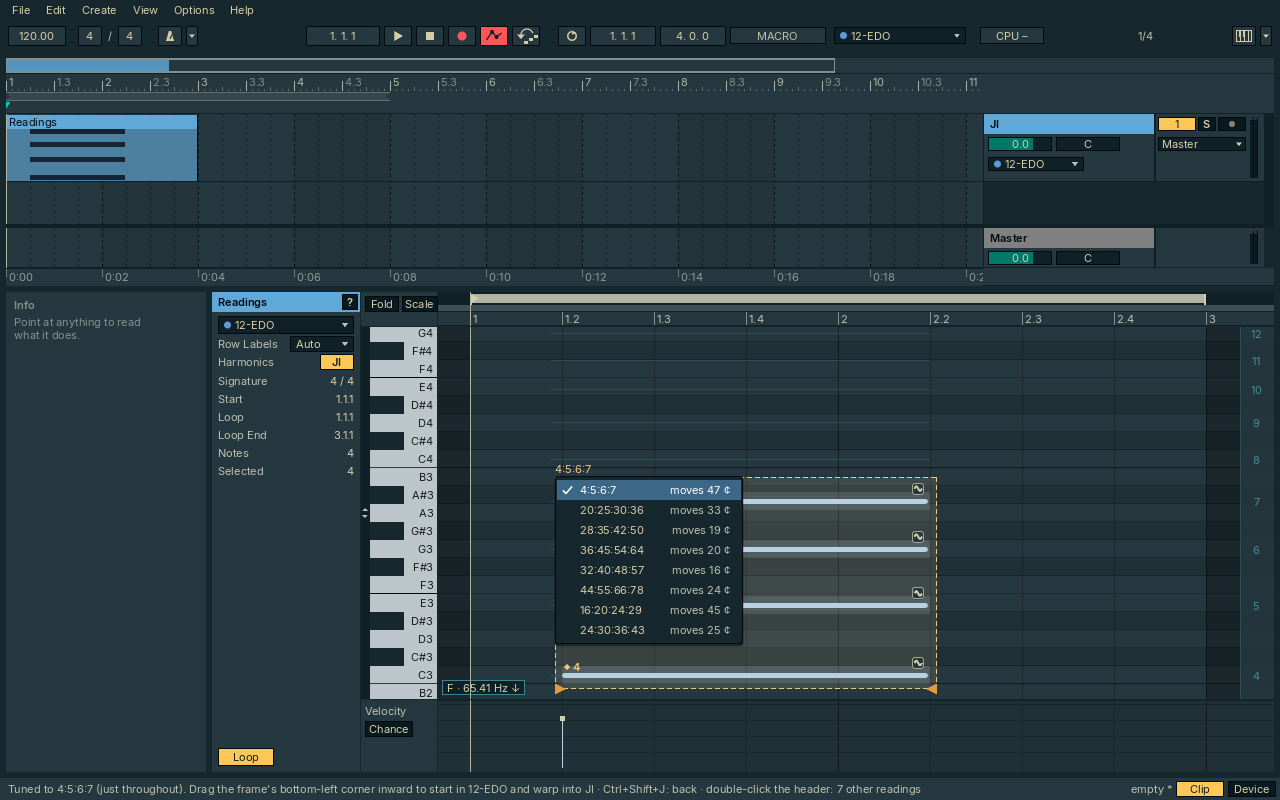 File Edit Create View Options Help
120.00 4 / 4 1. 1. 1 1. 1. 1 4. 0. 0 MACRO 12-EDO CPU – 1/4
1 1.3 2 2.3 3 3.3 4 4.3 5 5.3 6 6.3 7 7.3 8 8.3 9 9.3 10 10.3 11
Readings
JI 1 S
0.0 C Master
12-EDO
Master
0.0 C
0:00 0:02 0:04 0:06 0:08 0:10 0:12 0:14 0:16 0:18
Info
Point at anything to read
what it does.
Readings ?
12-EDO
Row Labels Auto
Harmonics JI
Signature 4 / 4
Start 1.1.1
Loop 1.1.1
Loop End 3.1.1
Notes 4
Selected 4
Loop
Fold Scale
1 1.2 1.3 1.4 2 2.2 2.3 2.4 3
G4 12
F#4
F4 11
E4 10
D#4
D4 9
C#4
C4 8
4:5:6:7
B3
A#3 7
A3
G#3
G3 6
F#3
F3
E3 5
D#3
D3
C#3
C3 4
B2
4:5:6:7 moves 47 ¢
20:25:30:36 moves 33 ¢
28:35:42:50 moves 19 ¢
36:45:54:64 moves 20 ¢
32:40:48:57 moves 16 ¢
44:55:66:78 moves 24 ¢
16:20:24:29 moves 45 ¢
24:30:36:43 moves 25 ¢
4
F · 65.41 Hz ↓
Velocity
Chance
Tuned to 4:5:6:7 (just throughout). Drag the frame's bottom-left corner inward to start in 12-EDO and warp into JI · Ctrl+Shift+J: back · double-click the header: 7 other readings empty * Clip Device